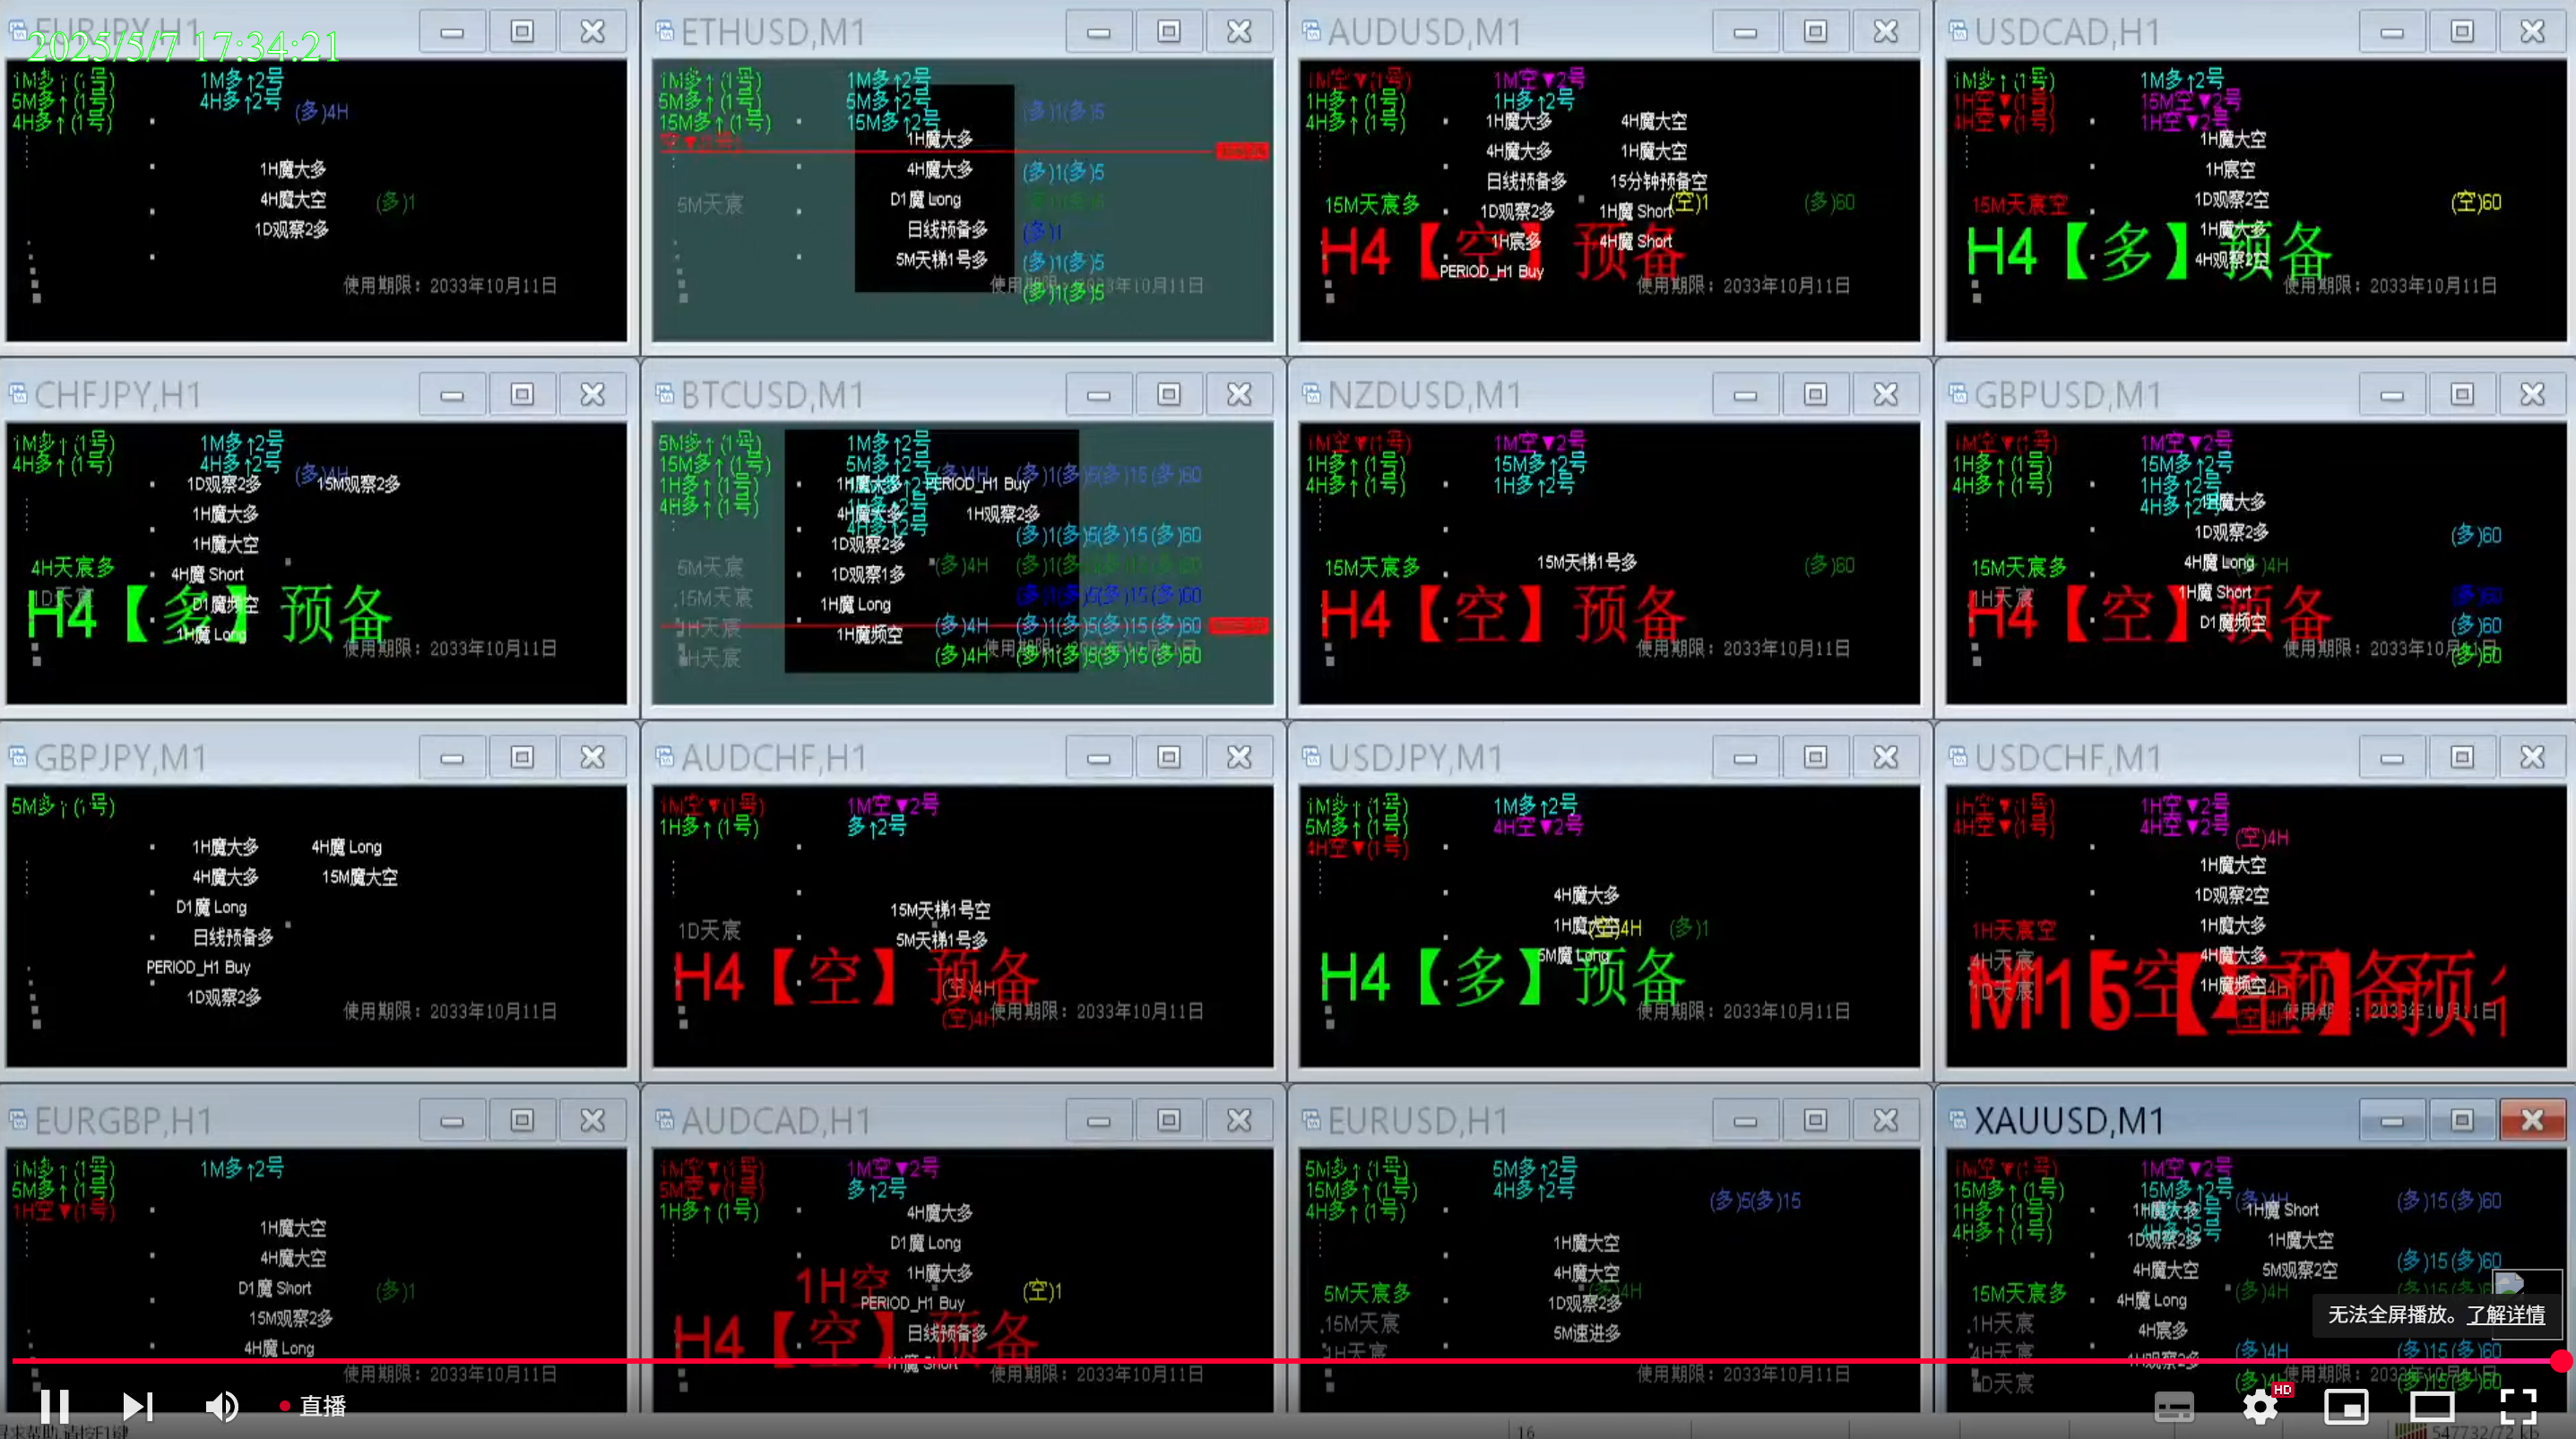 EURJPY,H1
2025/5/7 17:34:21
1M多↑(1号)
5M多↑(1号)
4H多↑(1号)
1M多↑2号
4H多↑2号
(多)4H
1H魔大多
4H魔大空
(多)1
1D观察2多
使用期限：2033年10月11日
ETHUSD,M1
1M多↑(1号)
5M多↑(1号)
15M多↑(1号)
1M多↑2号
5M多↑2号
15M多↑2号
(多)1(多)5
1H魔大多
4H魔大多
(多)1(多)5
D1魔 Long
5M天宸
日线预备多
(多)1
5M天梯1号多
(多)1(多)5
(多)1(多)5
AUDUSD,M1
1M空▼(1号)
1H多↑(1号)
4H多↑(1号)
1M空▼2号
1H多↑2号
1H魔大多
4H魔大空
4H魔大多
1H魔大空
日线预备多
15分钟预备空
15M天宸多
1D观察2多
1H魔 Short
(空)1
(多)60
1H宸多
4H魔 Short
H4【空】预备
PERIOD_H1 Buy
使用期限：2033年10月11日
USDCAD,H1
1M多↑(1号)
1H空▼(1号)
4H空▼(1号)
1M多↑2号
15M空▼2号
1H空▼2号
1H魔大空
1H宸空
15M天宸空
1D观察2空
(空)60
1H魔大多
H4【多】预备
4H观察2空
使用期限：2033年10月11日
CHFJPY,H1
1M多↑(1号)
4H多↑(1号)
1M多↑2号
4H多↑2号
(多)4H
1D观察2多
15M观察2多
1H魔大多
1H魔大空
4H天宸多
4H魔 Short
1D天宸
D1魔频空
H4【多】预备
1H魔 Long
使用期限：2033年10月11日
BTCUSD,M1
5M多↑(1号)
15M多↑(1号)
1H多↑(1号)
4H多↑(1号)
1M多↑2号
5M多↑2号
4H多↑2号
(多)4H
(多)1(多)5(多)15(多)60
1H魔大多
PERIOD_H1 Buy
4H魔大多
1H观察2多
(多)1(多)5(多)15(多)60
1D观察2多
5M天宸
1D观察1多
(多)4H
15M天宸
1H魔 Long
(多)1(多)5(多)15(多)60
1H天宸
1H魔频空
(多)4H
(多)1(多)5(多)15(多)60
(多)4H
(多)1(多)5(多)15(多)60
NZDUSD,M1
1M空▼(1号)
1H多↑(1号)
4H多↑(1号)
1M空▼2号
15M多↑2号
1H多↑2号
15M天宸多
15M天梯1号多
(多)60
H4【空】预备
使用期限：2033年10月11日
GBPUSD,M1
1M空▼(1号)
1H多↑(1号)
4H多↑(1号)
1M空▼2号
15M多↑2号
1H多↑2号
4H多↑2号
1H魔大多
1D观察2多
(多)60
15M天宸多
4H魔 Long
4H
1H天宸
1H魔 Short
(多)60
D1魔频空
(多)60
H4【空】预备
(多)60
使用期限：2033年10月11日
GBPJPY,M1
5M多↑(1号)
1H魔大多
4H魔 Long
4H魔大多
15M魔大空
D1魔 Long
日线预备多
PERIOD_H1 Buy
1D观察2多
使用期限：2033年10月11日
AUDCHF,H1
1M空▼(1号)
1H多↑(1号)
1M空▼2号
多↑2号
15M天梯1号空
1D天宸
5M天梯1号多
H4【空】预备
(空)4H
(空)4H
使用期限：2033年10月11日
USDJPY,M1
1M多↑(1号)
5M多↑(1号)
4H空▼(1号)
1M多↑2号
4H空▼2号
4H魔大多
(空)4H
(多)1
5M魔 Long
H4【多】预备
使用期限：2033年10月11日
USDCHF,M1
1H空▼(1号)
4H空▼(1号)
1H空▼2号
4H空▼2号
(空)4H
1H魔大空
1D观察2空
1H天宸空
1H魔大多
4H天宸
4H魔大多
1D天宸
1H魔频空
(空)4H
使用期限：2033年10月11日
EURGBP,H1
1M多↑(1号)
5M多↑(1号)
1H空▼(1号)
1M多↑2号
1H魔大空
4H魔大空
D1魔 Short
(多)1
15M观察2多
4H魔 Long
使用期限：2033年10月11日
AUDCAD,H1
1M空▼(1号)
5M空▼(1号)
1H多↑(1号)
1M空▼2号
多↑2号
4H魔大多
D1魔 Long
1H空
1H魔大多
(空)1
PERIOD_H1 Buy
日线预备多
H4【空】预备
1H魔 Short
使用期限：2033年10月11日
EURUSD,H1
5M多↑(1号)
15M多↑(1号)
4H多↑(1号)
5M多↑2号
4H多↑2号
(多)5(多)15
1H魔大空
4H魔大空
5M天宸多
(多)4H
1D观察2多
15M天宸
5M速进多
使用期限：2033年10月11日
XAUUSD,M1
1M空▼(1号)
15M多↑(1号)
1H多↑(1号)
4H多↑(1号)
1M空▼2号
15M多↑2号
(多)4H
(多)15(多)60
1H魔大多
1H魔 Short
1D观察2多
1H魔大空
4H魔大空
5M观察2空
(多)15(多)60
15M天宸多
4H魔 Long
(多)4H
1H天宸
4H宸多
4H天宸
(多)4H
(多)15(多)60
1D天宸
使用期限：2033年10月11日
无法全屏播放。了解详情
直播
HD
16